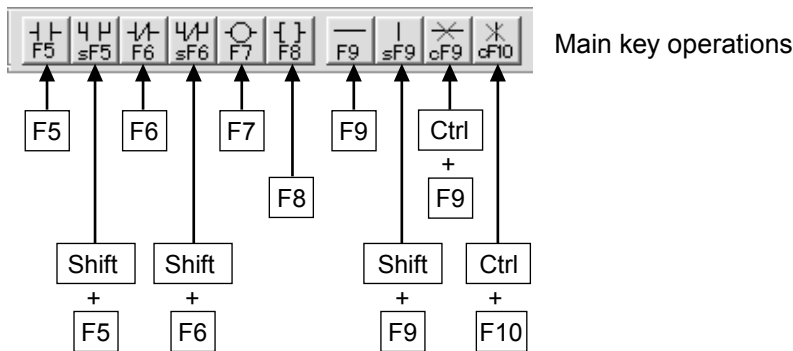 F5 sF5 F6 sF6 F7 F8 F9 sF9 cF9 cF10
Main key operations
F5 F6 F7 F9 Ctrl
+
F8 F9
Shift Shift Shift Ctrl
+ + + +
F5 F6 F9 F10